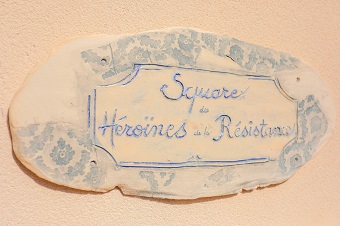 Square
des
Héroïnes de la Résistance